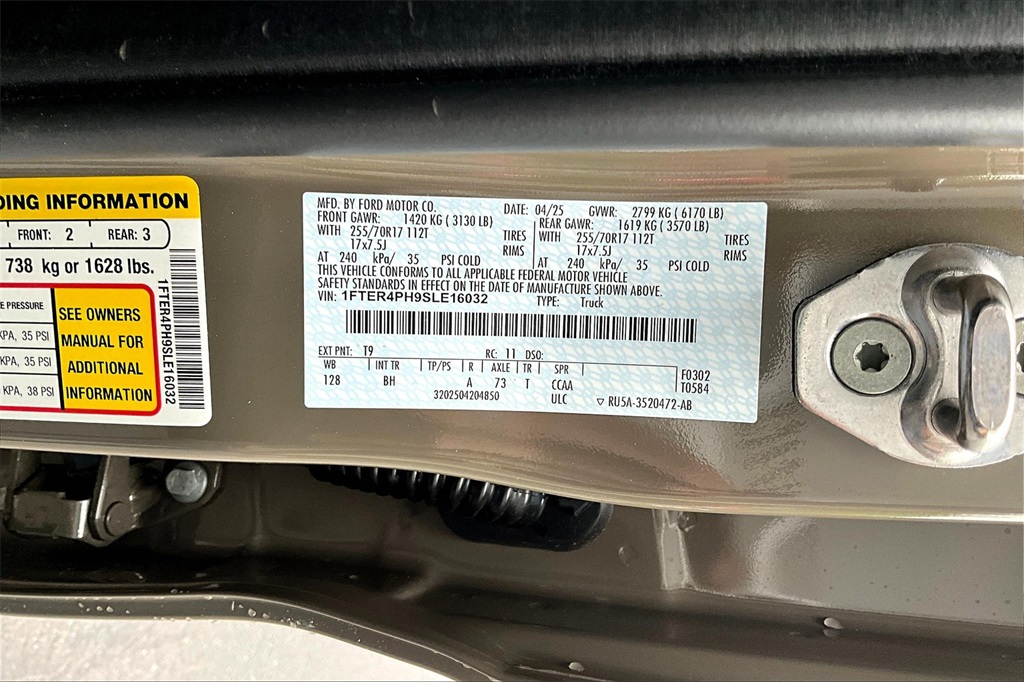 DING INFORMATION
FRONT: 2 REAR: 3
738 kg or 1628 lbs.
E PRESSURE
KPA, 35 PSI
KPA, 35 PSI
KPA, 38 PSI
SEE OWNERS
MANUAL FOR
ADDITIONAL
INFORMATION
1FTER4PH9SLE16032
MFD. BY FORD MOTOR CO. DATE: 04/25 GVWR: 2799 KG ( 6170 LB)
FRONT GAWR: 1420 KG ( 3130 LB) REAR GAWR: 1619 KG ( 3570 LB)
WITH 255/70R17 112T TIRES WITH 255/70R17 112T TIRES
17x7.5J RIMS 17x7.5J RIMS
AT 240 kPa/ 35 PSI COLD AT 240 kPa/ 35 PSI COLD
THIS VEHICLE CONFORMS TO ALL APPLICABLE FEDERAL MOTOR VEHICLE
SAFETY STANDARDS IN EFFECT ON THE DATE OF MANUFACTURE SHOWN ABOVE.
VIN: 1FTER4PH9SLE16032 TYPE: Truck
EXT PNT: T9 RC: 11 DSO:
WB INT TR TP/PS R AXLE TR SPR F0302
128 BH A 73 T CCAA T0584
3202504204850 ULC ▽ RU5A-3520472-AB